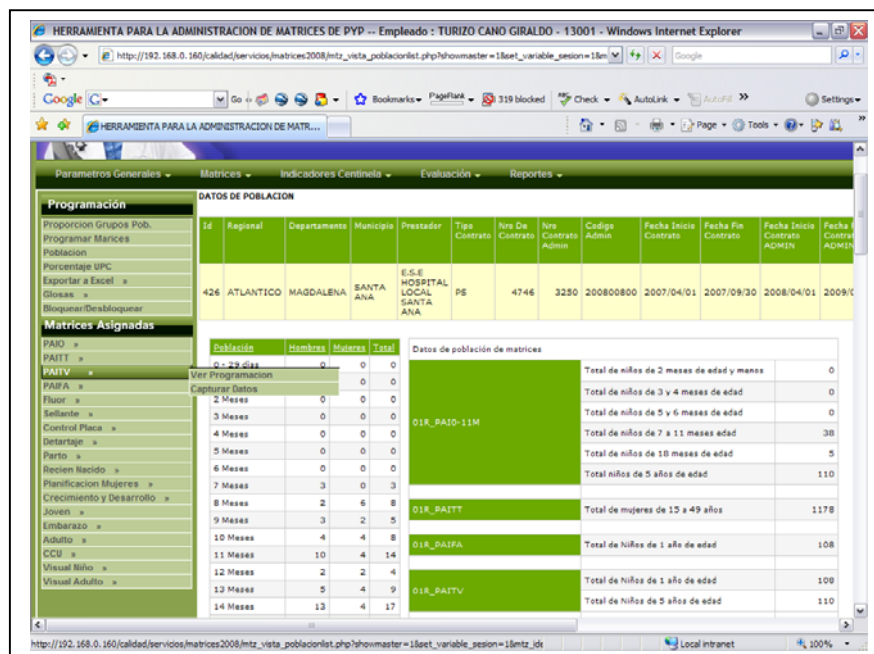 HERRAMIENTA PARA LA ADMINISTRACION DE MATRICES DE PYP -- Empleado : TURIZO CANO GIRALDO - 13001 - Windows Internet Explorer
http://192.168.0.160/calidad/servicios/matrices2008/mtz_vista_poblacionlist.php?showmaster=1&set_variable_sesion=1&m
Google
Google G
Go
Bookmarks
PageRank
319 blocked
Check
AutoLink
AutoFill
Settings
HERRAMIENTA PARA LA ADMINISTRACION DE MATR...
Page
Tools
Parametros Generales
Matrices
Indicadores Centinela
Evaluación
Reportes
Programación
Proporcion Grupos Pob.
Programar Marices
Poblacion
Porcentaje UPC
Exportar a Excel »
Glosas »
Bloquear/Desbloquear
Matrices Asignadas
PAIO »
PAITT »
PAITV »
PAIFA »
Fluor »
Sellante »
Control Placa »
Detartaje »
Parto »
Recien Nacido »
Planificacion Mujeres »
Crecimiento y Desarrollo »
Joven »
Embarazo »
Adulto »
CCU »
Visual Niño »
Visual Adulto »
Ver Programacion
Capturar Datos
DATOS DE POBLACION
Id Regional Departamento Municipio Prestador Tipo Contrato Nro De Contrato Nro Contrato Admin Codigo Admin Fecha Inicio Contrato Fecha Fin Contrato Fecha Inicio Contrato ADMIN Fecha Contrat ADMIN
426 ATLANTICO MAGDALENA SANTA ANA E.S.E HOSPITAL LOCAL SANTA ANA PS 4746 3250 200800800 2007/04/01 2007/09/30 2008/04/01 2009/0
Población Hombres Mujeres Total
0 - 29 dias 0 0 0
0 0
2 Meses 0 0 0
3 Meses 0 0 0
4 Meses 0 0 0
5 Meses 0 0 0
6 Meses 0 0 0
7 Meses 3 0 3
8 Meses 2 6 8
9 Meses 3 2 5
10 Meses 4 4 8
11 Meses 10 4 14
12 Meses 2 2 4
13 Meses 5 4 9
14 Meses 13 4 17
Datos de población de matrices
01R_PAI0-11M
Total de niños de 2 meses de edad y menos 0
Total de niños de 3 y 4 meses de edad 0
Total de niños de 5 y 6 meses de edad 0
Total de niños de 7 a 11 meses edad 38
Total de niños de 18 meses de edad 5
Total niños de 5 años de edad 110
01R_PAITT Total de mujeres de 15 a 49 años 1178
01R_PAIFA Total de Niños de 1 año de edad 108
01R_PAITV
Total de Niños de 1 año de edad 108
Total de Niños de 5 años de edad 110
http://192.168.0.160/calidad/servicios/matrices2008/mtz_vista_poblacionlist.php?showmaster=1&set_variable_sesion=1&mtz_ide
Local intranet
100%